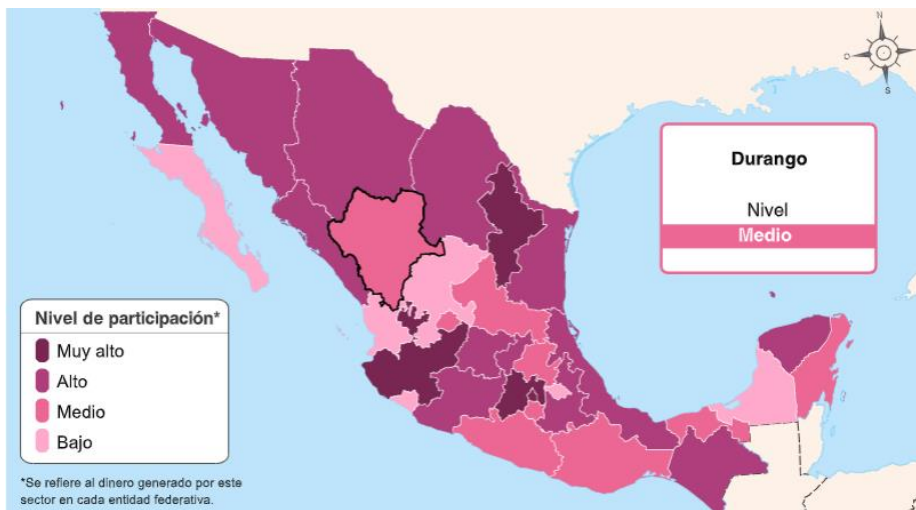 N
O
S
Durango
Nivel
Medio
Nivel de participación*
Muy alto
Alto
Medio
Bajo
*Se refiere al dinero generado por este
sector en cada entidad federativa.